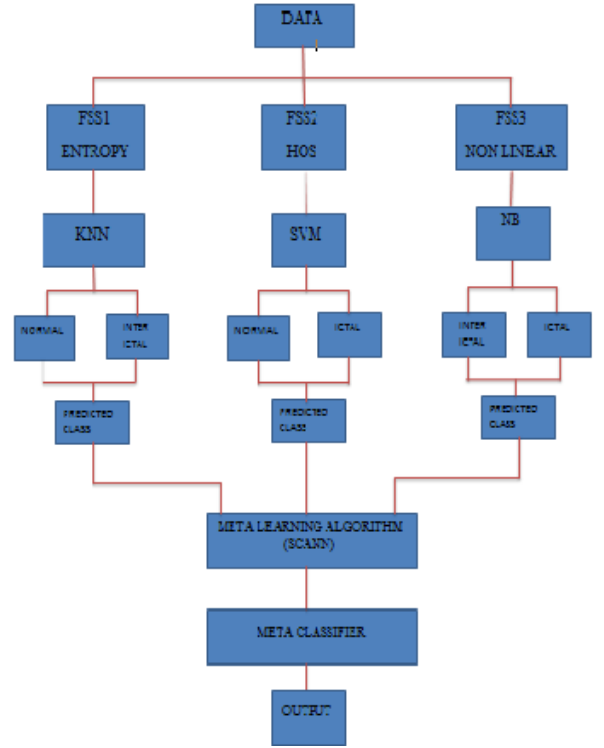 DATA
FSS1
ENTROPY
FSS2
HOS
FSS3
NON LINEAR
KNN
SVM
NB
NORMAL
INTER
ICTAL
NORMAL
ICTAL
INTER
ICTAL
ICTAL
PREDICTED
CLASS
PREDICTED
CLASS
PREDICTED
CLASS
META LEARNING ALGORITHM
(SCANN)
META CLASSIFIER
OUTPUT